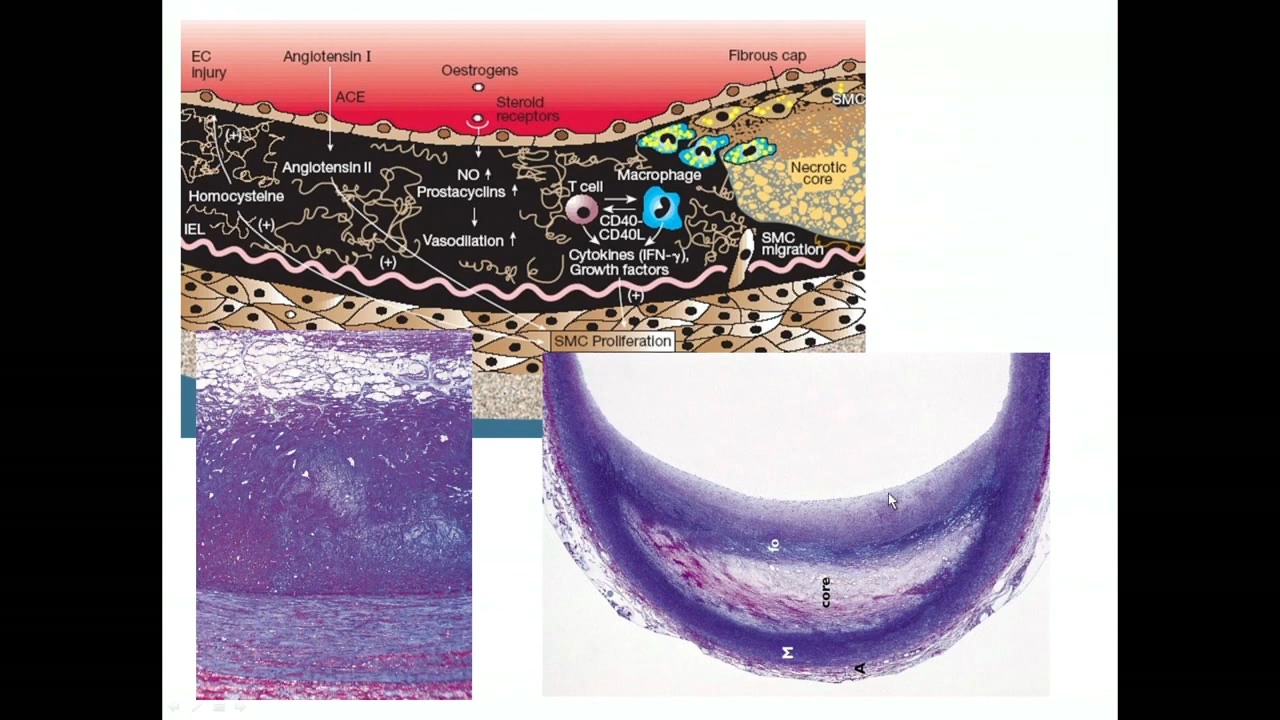 EC
injury
Angiotensin I
ACE
Oestrogens
Steroid
receptors
Fibrous cap
SMC
(+)
Angiotensin II
Homocysteine
NO ↑
Prostacyclins ↑
Vasodilation ↑
T cell
Macrophage
CD40-
CD40L
Cytokines (IFN-γ),
Growth factors
Necrotic
core
SMC
migration
IEL
(+)
(+)
(+)
SMC Proliferation
fc
core
M
A